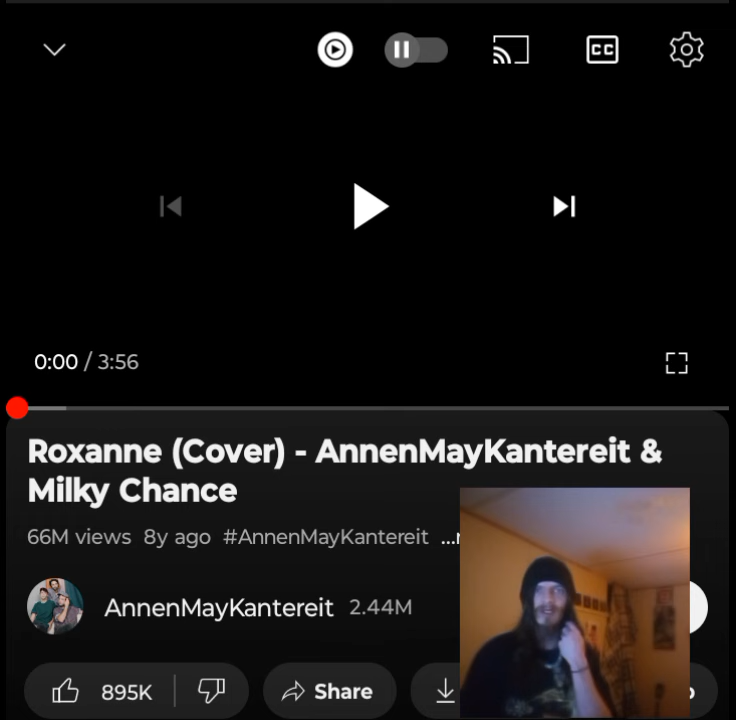 CC
0:00 / 3:56
Roxanne (Cover) - AnnenMayKantereit &
Milky Chance
66M views 8y ago #AnnenMayKantereit ...
AnnenMayKantereit 2.44M
895K Share